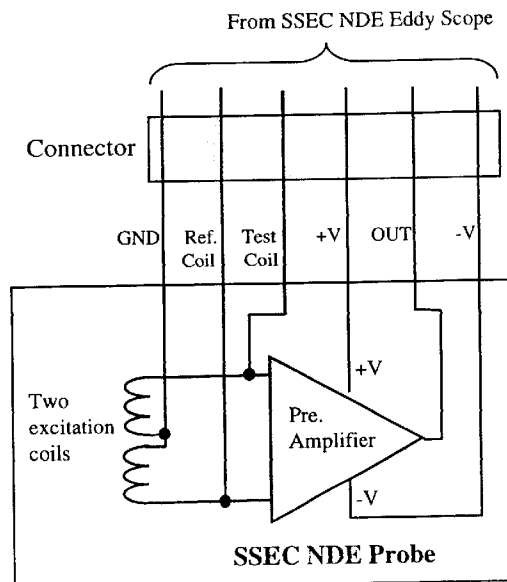 From SSEC NDE Eddy Scope
Connector
GND
Ref.
Coil
Test
Coil
+V
OUT
-V
Two
excitation
coils
+V
Pre.
Amplifier
-V
SSEC NDE Probe